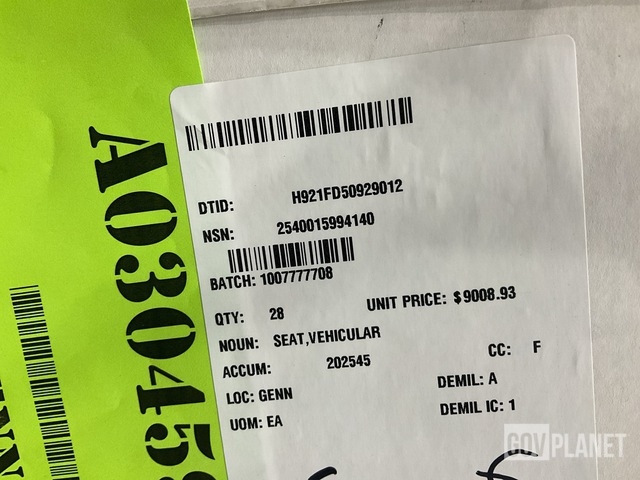 A03045
DTID: H921FD50929012
NSN: 2540015994140
BATCH: 1007777708
QTY: 28 UNIT PRICE: $9008.93
NOUN: SEAT,VEHICULAR
ACCUM: 202545 CC: F
LOC: GENN DEMIL: A
UOM: EA DEMIL IC: 1
GOVPLANET